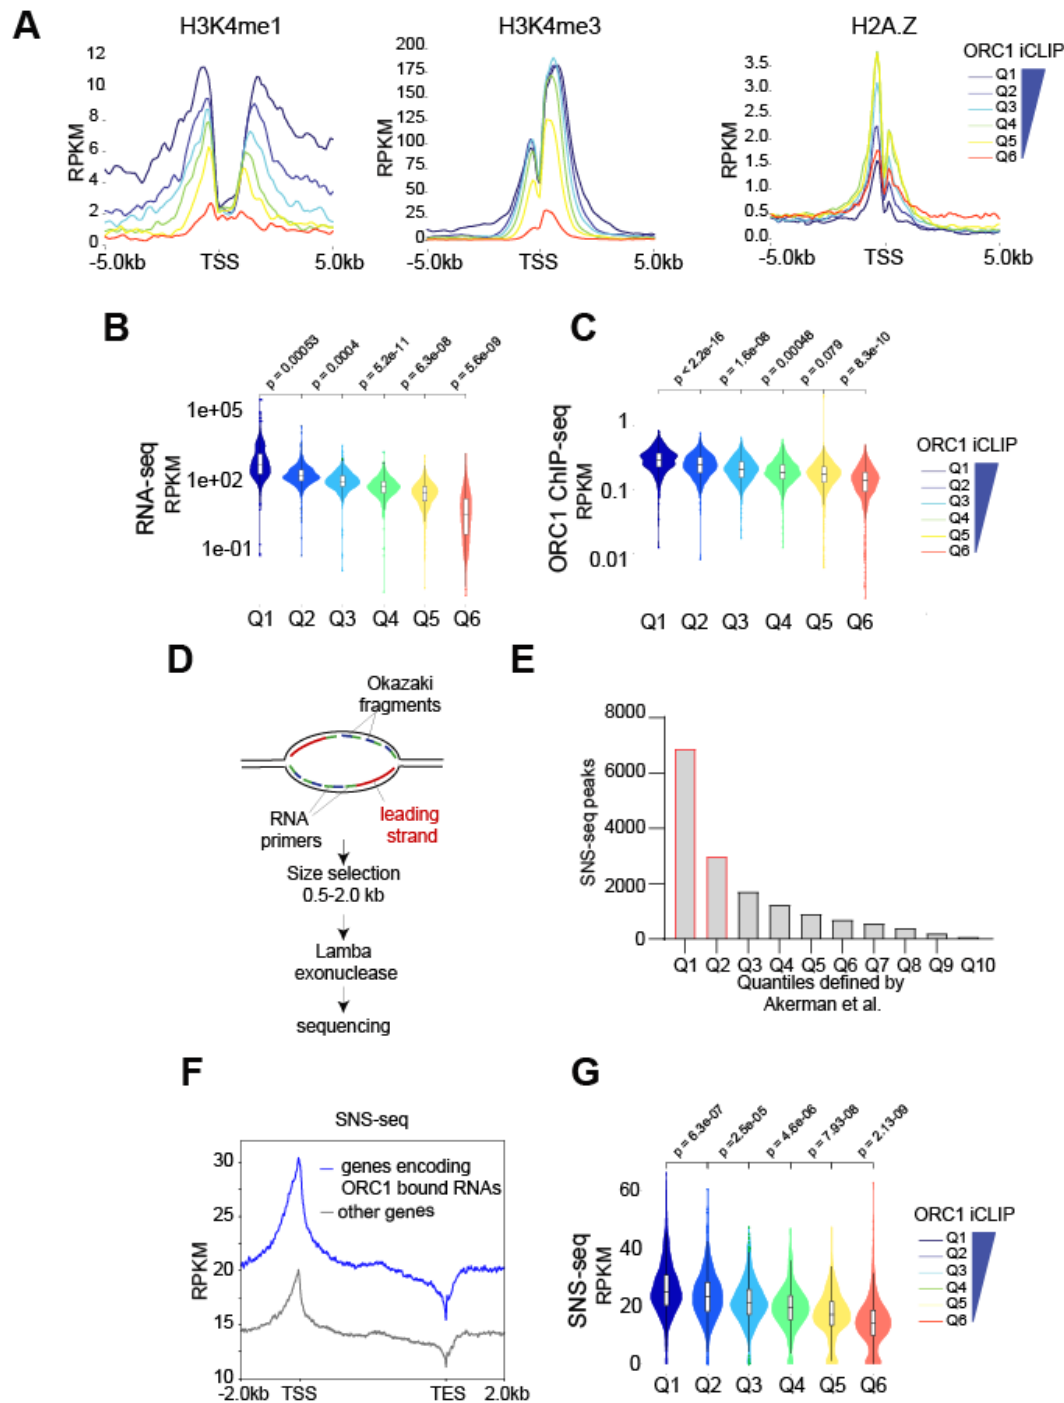 A
H3K4me1
H3K4me3
H2A.Z
ORC1 iCLIP
Q1
Q2
Q3
Q4
Q5
Q6
RPKM
12
10
8
6
4
2
0
-5.0kb
TSS
5.0kb
RPKM
200
175
150
125
100
75
50
25
0
-5.0kb
TSS
5.0kb
RPKM
3.5
3.0
2.5
2.0
1.5
1.0
0.5
0.0
-5.0kb
TSS
5.0kb
B
p = 0.00053
p = 0.0004
p = 5.2e-11
p = 6.3e-08
p = 5.6e-09
RNA-seq
RPKM
1e+05
1e+02
1e-01
Q1 Q2 Q3 Q4 Q5 Q6
C
p < 2.2e-16
p = 1.6e-08
p = 0.00048
p = 0.079
p = 8.3e-10
ORC1 ChIP-seq
RPKM
1
0.1
0.01
Q1 Q2 Q3 Q4 Q5 Q6
ORC1 iCLIP
Q1
Q2
Q3
Q4
Q5
Q6
D
Okazaki
fragments
RNA
primers
leading
strand
Size selection
0.5-2.0 kb
Lamba
exonuclease
sequencing
E
SNS-seq peaks
8000
6000
4000
2000
0
Q1 Q2 Q3 Q4 Q5 Q6 Q7 Q8 Q9 Q10
Quantiles defined by
Akerman et al.
F
SNS-seq
genes encoding
ORC1 bound RNAs
other genes
RPKM
30
25
20
15
10
-2.0kb TSS TES 2.0kb
G
p = 6.3e-07
p =2.5e-05
p = 4.6e-06
p = 7.93-08
p = 2.13-09
SNS-seq
RPKM
60
40
20
0
Q1 Q2 Q3 Q4 Q5 Q6
ORC1 iCLIP
Q1
Q2
Q3
Q4
Q5
Q6